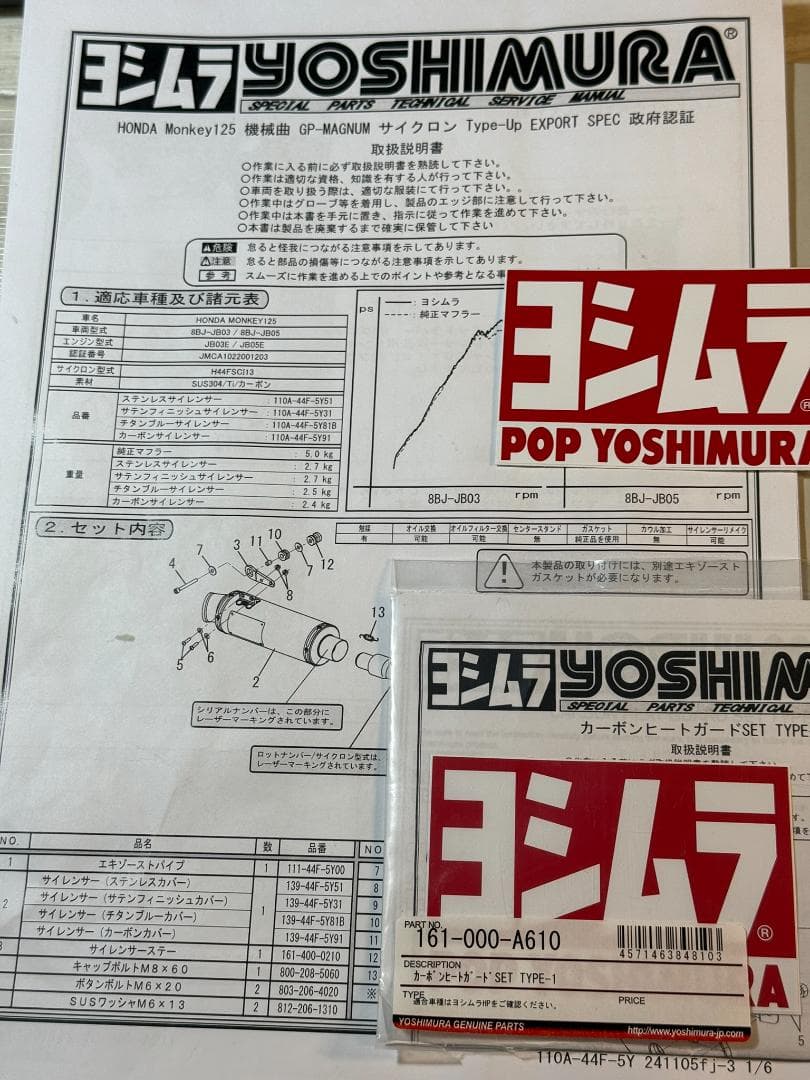 ヨシムラ YOSHIMURA®
SPECIAL PARTS TECHNICAL SERVICE MANUAL
HONDA Monkey125 機械曲 GP-MAGNUM サイクロン Type-Up EXPORT SPEC 政府認証
取扱説明書
○作業に入る前に必ず取扱説明書を熟読して下さい。
○作業は適切な資格、知識を有する人が行って下さい。
○車両を取り扱う際は、適切な服装にて行って下さい。。
○作業中はグローブ等を着用し、製品のエッジ部に注意して行って下さい。
○作業中は本書を手元に置き、指示に従って作業を進めて下さい。
○本書は製品を廃棄するまで確実に保管して下さい
⚠危険 怠ると怪我につながる注意事項を示してあります。
⚠注意 怠ると部品の損傷等につながる注意事項を示してあります。
参考 スムーズに作業を進める上でのポイントや参考となる事
1.適応車種及び諸元表
車名 HONDA MONKEY125
車両型式 8BJ-JB03 / 8BJ-JB05
エンジン型式 JB03E / JB05E
認証番号 JMCA1022001203
サイクロン型式 H44FSCI13
素材 SUS304/Ti/カーボン
品番 ステンレスサイレンサー : 110A-44F-5Y51
サテンフィニッシュサイレンサー : 110A-44F-5Y31
チタンブルーサイレンサー : 110A-44F-5Y81B
カーボンサイレンサー : 110A-44F-5Y91
重量 純正マフラー : 5.0 kg
ステンレスサイレンサー : 2.7 kg
サテンフィニッシュサイレンサー : 2.7 kg
チタンブルーサイレンサー : 2.5 kg
カーボンサイレンサー : 2.4 kg
ps
── : ヨシムラ
---- : 純正マフラー
8BJ-JB03 rpm
8BJ-JB05 rpm
ヨシムラ®
POP YOSHIMURA
2.セット内容
触媒 オイル交換 オイルフィルター交換 センタースタンド ガスケット カウル加工 サイレンサーリメイク
有 可能 可能 無 純正品を使用 無 可能
本製品の取り付けには、別途エキゾースト
ガスケットが必要になります。
4 7 3 11 10 7 12 8
5 6 2 13
シリアルナンバーは、この部分に
レーザーマーキングされています。
ロットナンバー/サイクロン型式は、
レーザーマーキングされています。
NO. 品名 数 品番 NO
1 エキゾーストパイプ 1 111-44F-5Y00 7
2 サイレンサー(ステンレスカバー) 1 139-44F-5Y51 8
サイレンサー(サテンフィニッシュカバー) 139-44F-5Y31 9
サイレンサー(チタンブルーカバー) 139-44F-5Y81B 10
サイレンサー(カーボンカバー) 139-44F-5Y91 11
3 サイレンサーステー 1 161-400-0210 12
キャップボルトM8×60 1 800-208-5060 13
ボタンボルトM6×20 2 803-206-4020 ※
SUSワッシャM6×13 2 812-206-1310
ヨシムラ YOSHIM
SPECIAL PARTS TECHNICAL
カーボンヒートガードSET TYPE-
取扱説明書
ヨシムラ®
PART NO.
161-000-A610
4571463848103
DESCRIPTION
カーボンヒートガードSET TYPE-1
TYPE
適合車種はヨシムラHPをご確認ください。
PRICE
YOSHIMURA GENUINE PARTS
http://www.yoshimura-jp.com
5
110A-44F-5Y 241105fj-3 1/6